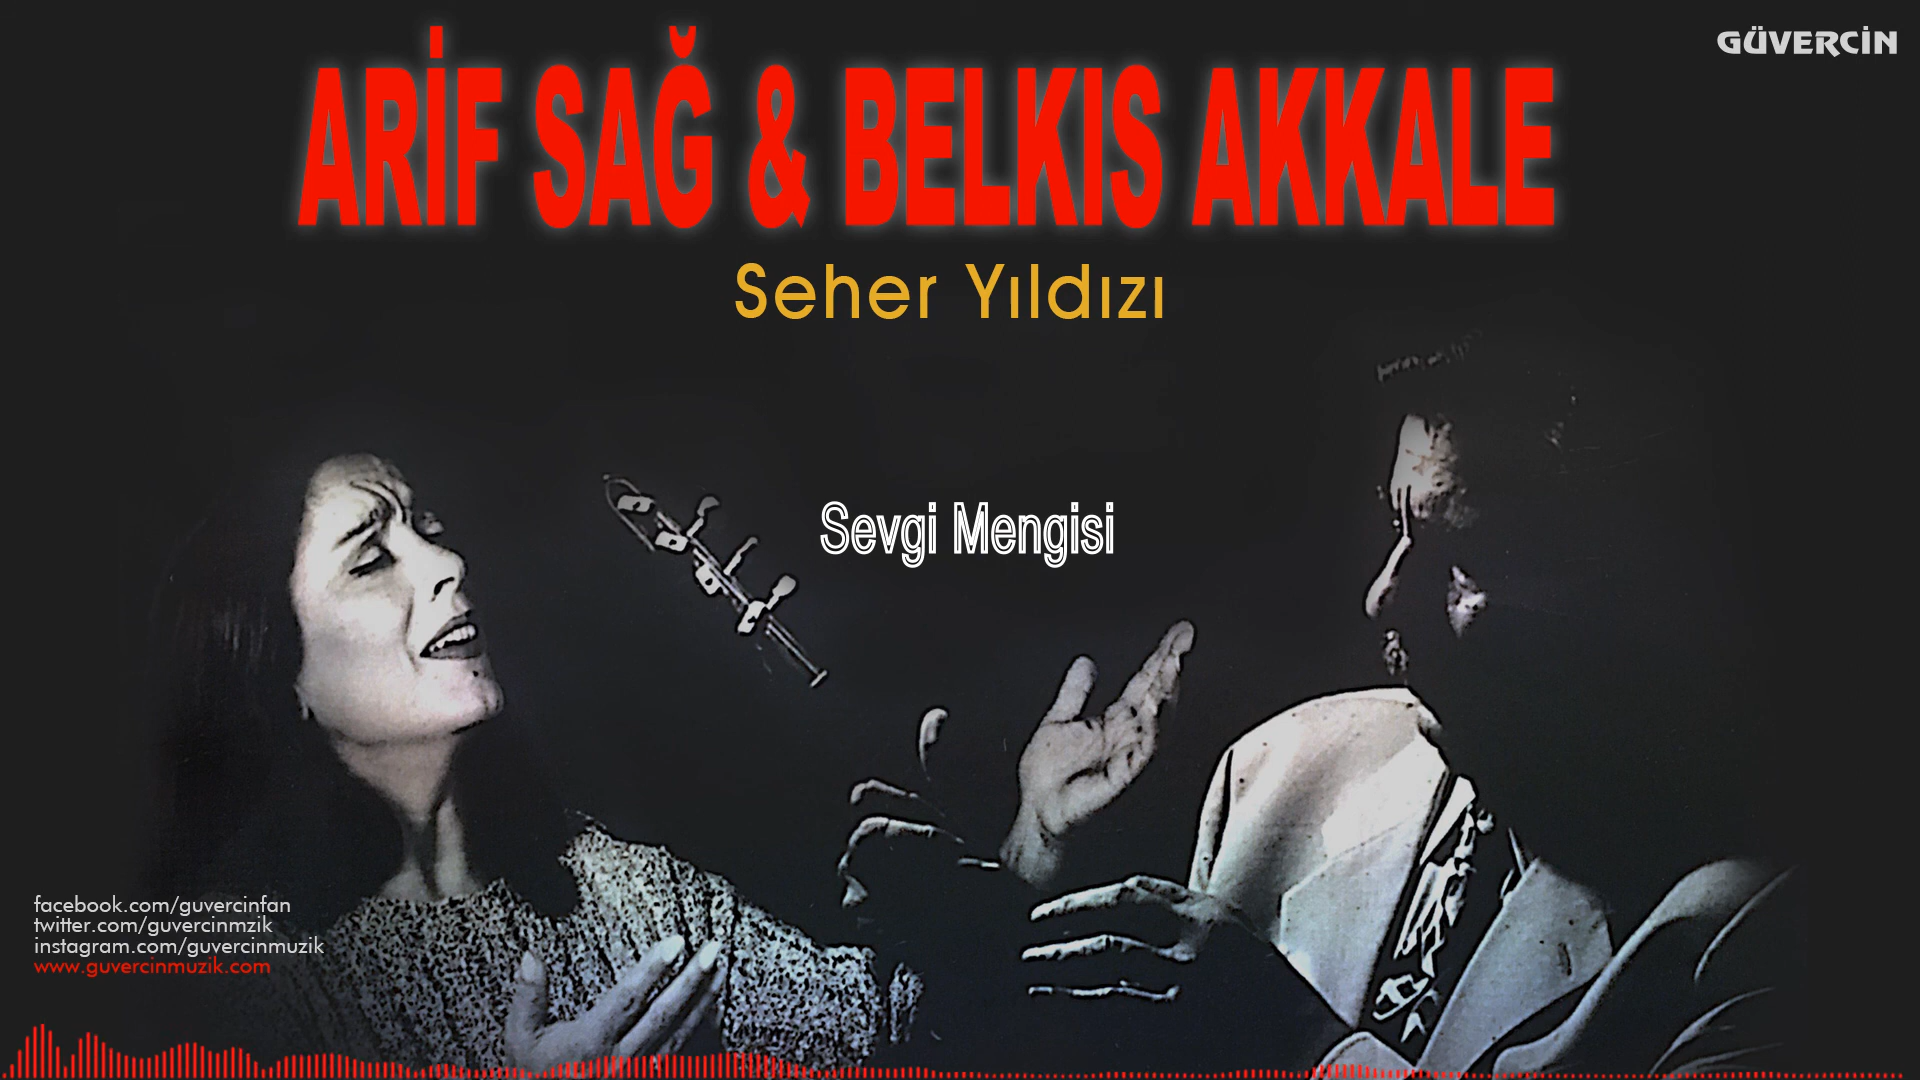 GÜVERCİN
ARİF SAĞ & BELKIS AKKALE
Seher Yıldızı
Sevgi Mengisi
facebook.com/guvercinfan
twitter.com/guvercinmzik
instagram.com/guvercinmuzik
www.guvercinmuzik.com